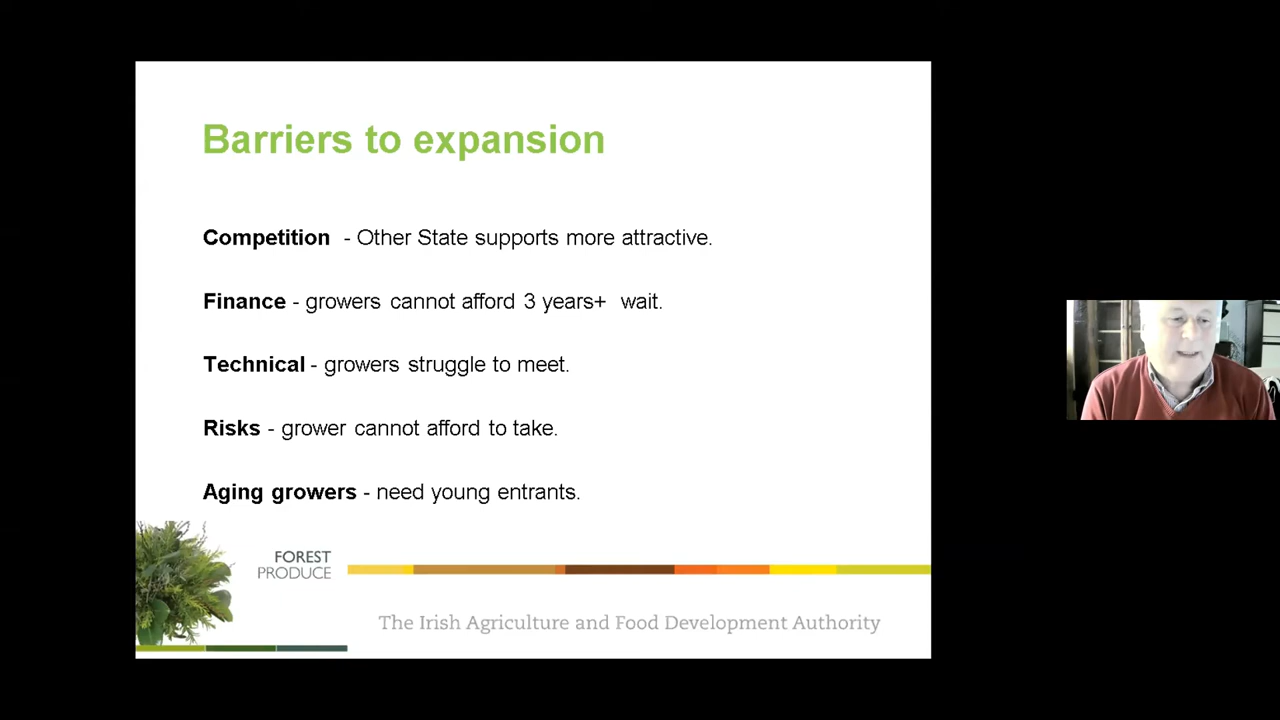 Barriers to expansion
Competition - Other State supports more attractive.
Finance - growers cannot afford 3 years+ wait.
Technical - growers struggle to meet.
Risks - grower cannot afford to take.
Aging growers - need young entrants.
FOREST
PRODUCE
The Irish Agriculture and Food Development Authority